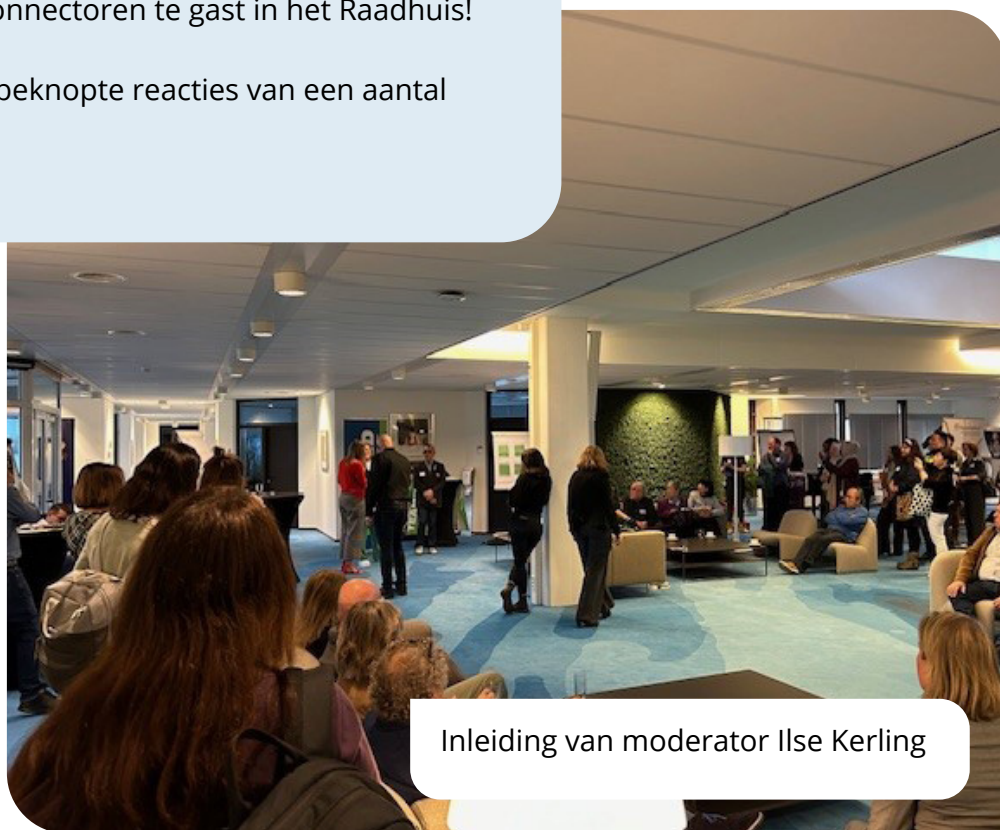 onnectoren te gast in het Raadhuis!
beknopte reacties van een aantal
Inleiding van moderator Ilse Kerling